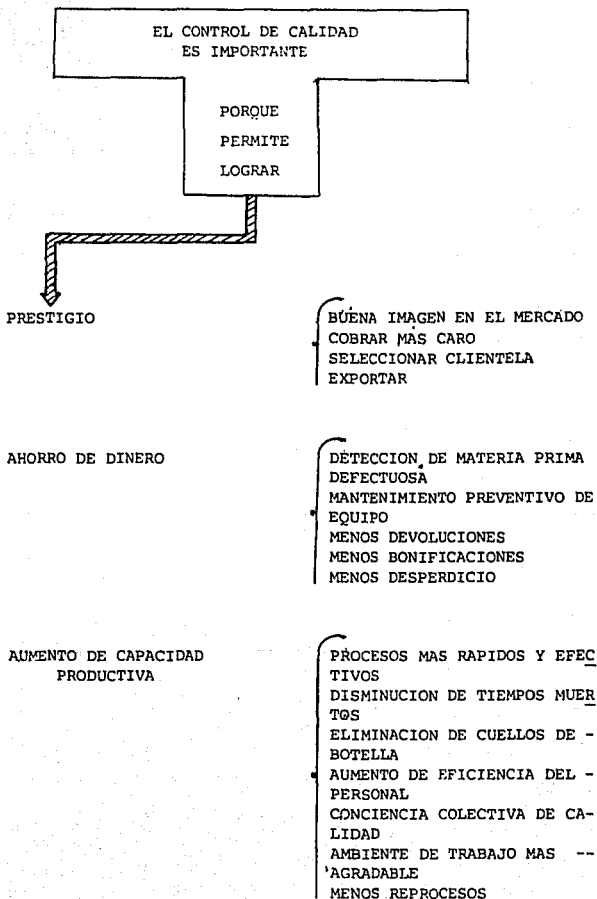 EL CONTROL DE CALIDAD
ES IMPORTANTE
PORQUE
PERMITE
LOGRAR
PRESTIGIO
BUENA IMAGEN EN EL MERCADO
COBRAR MAS CARO
SELECCIONAR CLIENTELA
EXPORTAR
AHORRO DE DINERO
DETECCION DE MATERIA PRIMA
DEFECTUOSA
MANTENIMIENTO PREVENTIVO DE
EQUIPO
MENOS DEVOLUCIONES
MENOS BONIFICACIONES
MENOS DESPERDICIO
AUMENTO DE CAPACIDAD
PRODUCTIVA
PROCESOS MAS RAPIDOS Y EFEC
TIVOS
DISMINUCION DE TIEMPOS MUER
TOS
ELIMINACION DE CUELLOS DE -
BOTELLA
AUMENTO DE EFICIENCIA DEL -
PERSONAL
CONCIENCIA COLECTIVA DE CA-
LIDAD
AMBIENTE DE TRABAJO MAS --
AGRADABLE
MENOS REPROCESOS